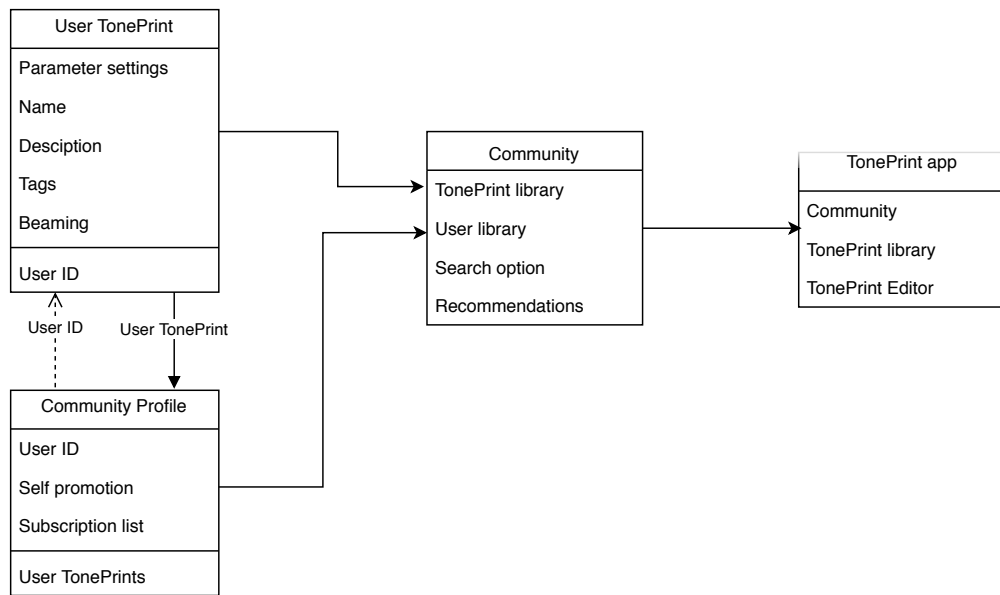 User TonePrint
Parameter settings
Name
Desciption
Tags
Beaming
User ID
User ID
User TonePrint
Community Profile
User ID
Self promotion
Subscription list
User TonePrints
Community
TonePrint library
User library
Search option
Recommendations
TonePrint app
Community
TonePrint library
TonePrint Editor